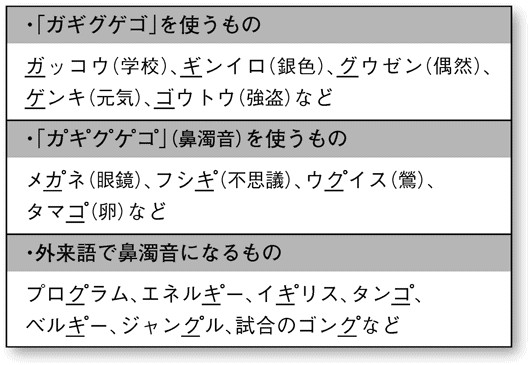 ・「ガギグゲゴ」を使うもの
ガッコウ(学校)、ギンイロ(銀色)、グウゼン(偶然)、
ゲンキ(元気)、ゴウトウ(強盗)など
・「カ゚キ゚ク゚ケ゚コ゚」(鼻濁音)を使うもの
メカ゚ネ(眼鏡)、フシキ゚(不思議)、ウク゚イス(鶯)、
タマコ゚(卵)など
・外来語で鼻濁音になるもの
プロク゚ラム、エネルキ゚ー、イキ゚リス、タンコ゚、
ベルキ゚ー、ジャンク゚ル、試合のゴンク゚など